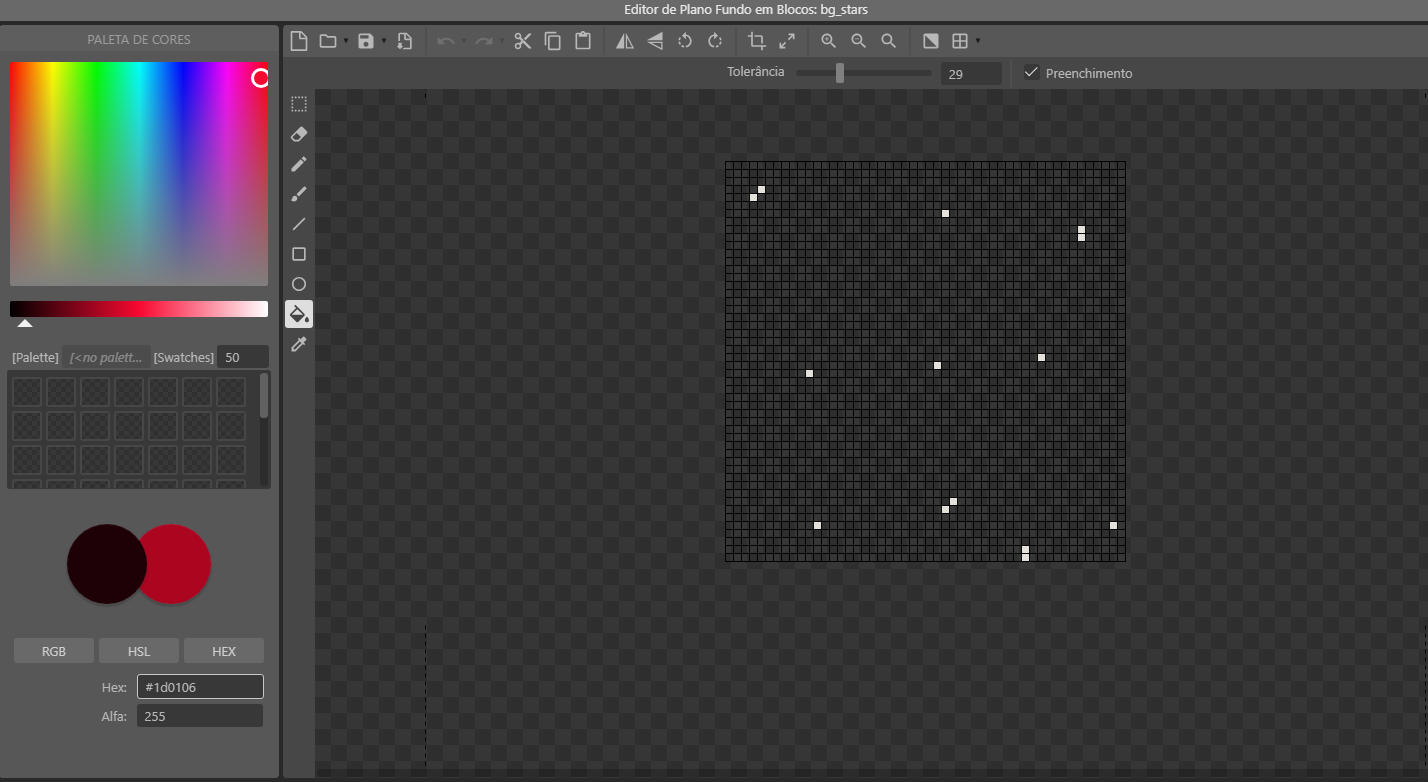 Editor de Plano Fundo em Blocos: bg_stars
PALETA DE CORES
Tolerância 29 Preenchimento
[Palette] [<no palett... [Swatches] 50
RGB HSL HEX
Hex: #1d0106
Alfa: 255